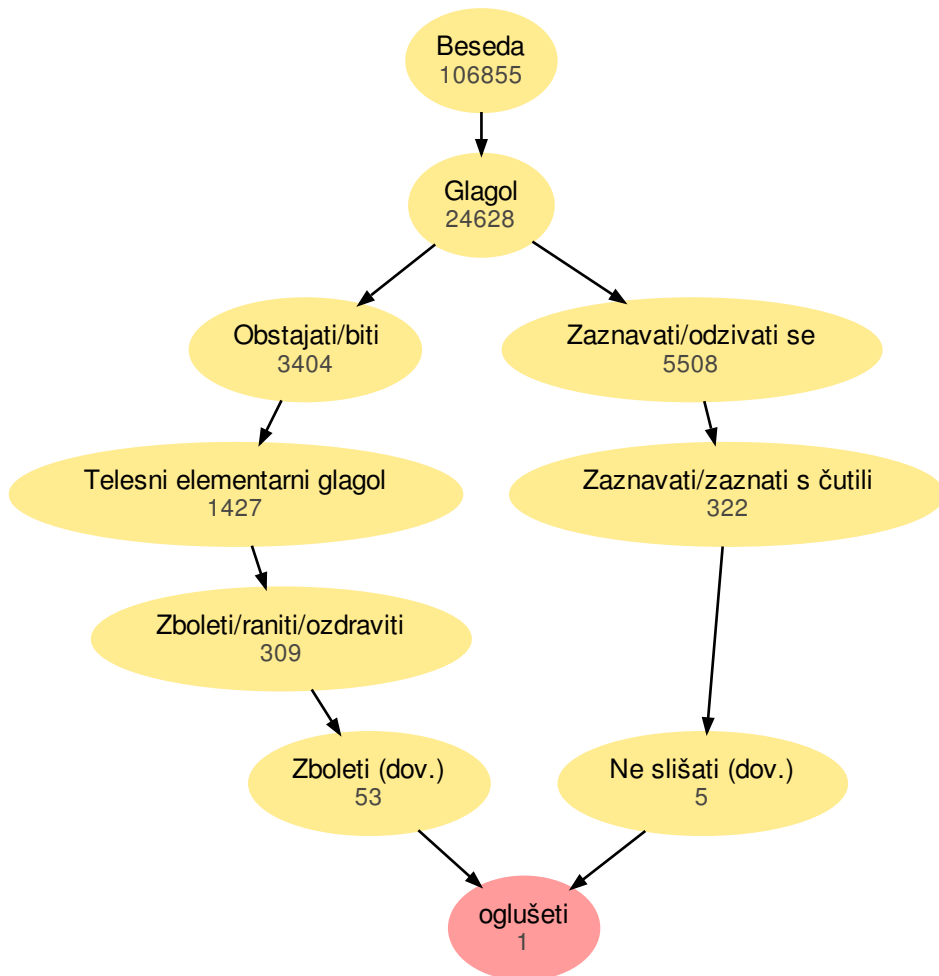 Beseda
106855
Glagol
24628
Obstajati/biti
3404
Zaznavati/odzivati se
5508
Telesni elementarni glagol
1427
Zaznavati/zaznati s čutili
322
Zboleti/raniti/ozdraviti
309
Zboleti (dov.)
53
Ne slišati (dov.)
5
oglušeti
1